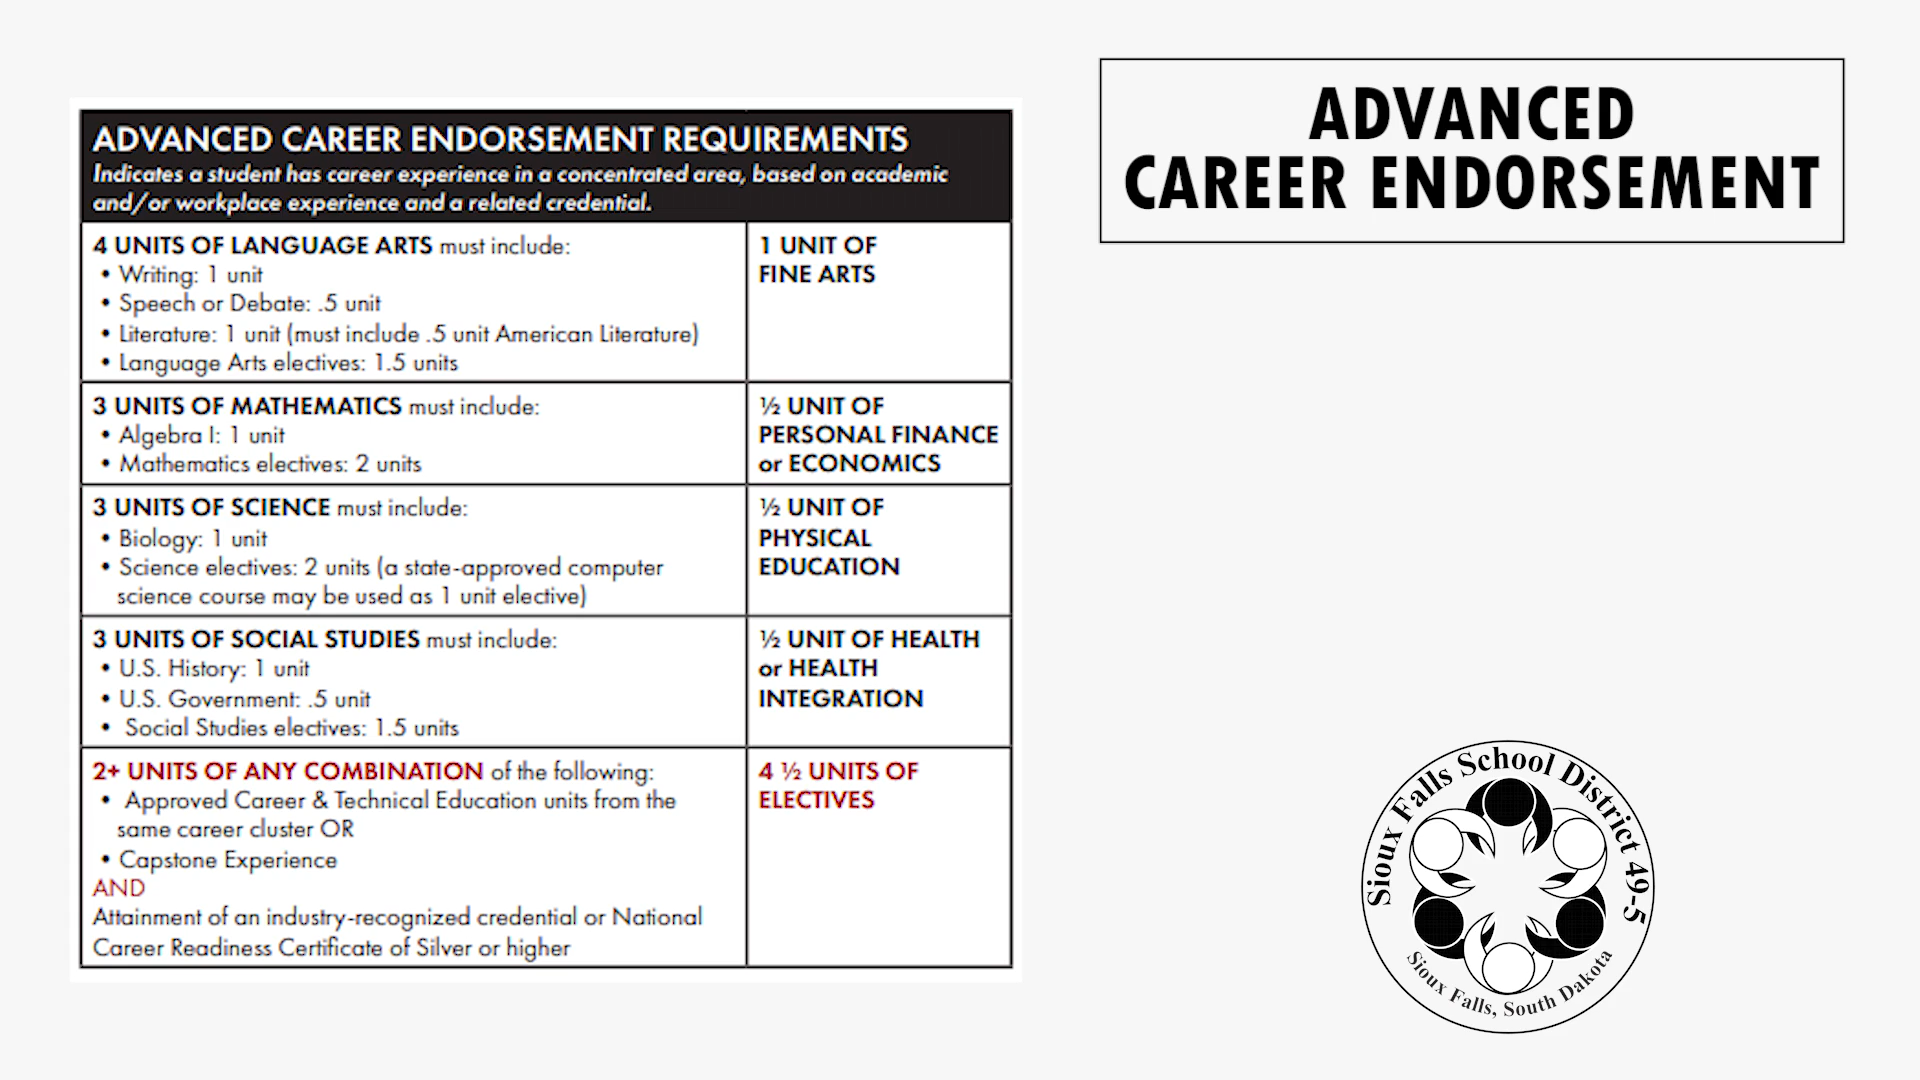 ADVANCED CAREER ENDORSEMENT REQUIREMENTS
Indicates a student has career experience in a concentrated area, based on academic
and/or workplace experience and a related credential.
4 UNITS OF LANGUAGE ARTS must include:
• Writing: 1 unit
• Speech or Debate: .5 unit
• Literature: 1 unit (must include .5 unit American Literature)
• Language Arts electives: 1.5 units
1 UNIT OF
FINE ARTS
3 UNITS OF MATHEMATICS must include:
• Algebra I: 1 unit
• Mathematics electives: 2 units
½ UNIT OF
PERSONAL FINANCE
or ECONOMICS
3 UNITS OF SCIENCE must include:
• Biology: 1 unit
• Science electives: 2 units (a state-approved computer
science course may be used as 1 unit elective)
½ UNIT OF
PHYSICAL
EDUCATION
3 UNITS OF SOCIAL STUDIES must include:
• U.S. History: 1 unit
• U.S. Government: .5 unit
• Social Studies electives: 1.5 units
½ UNIT OF HEALTH
or HEALTH
INTEGRATION
2+ UNITS OF ANY COMBINATION of the following:
• Approved Career & Technical Education units from the
same career cluster OR
• Capstone Experience
AND
Attainment of an industry-recognized credential or National
Career Readiness Certificate of Silver or higher
4 ½ UNITS OF
ELECTIVES
ADVANCED
CAREER ENDORSEMENT
Sioux Falls School District 49-5
Sioux Falls, South Dakota